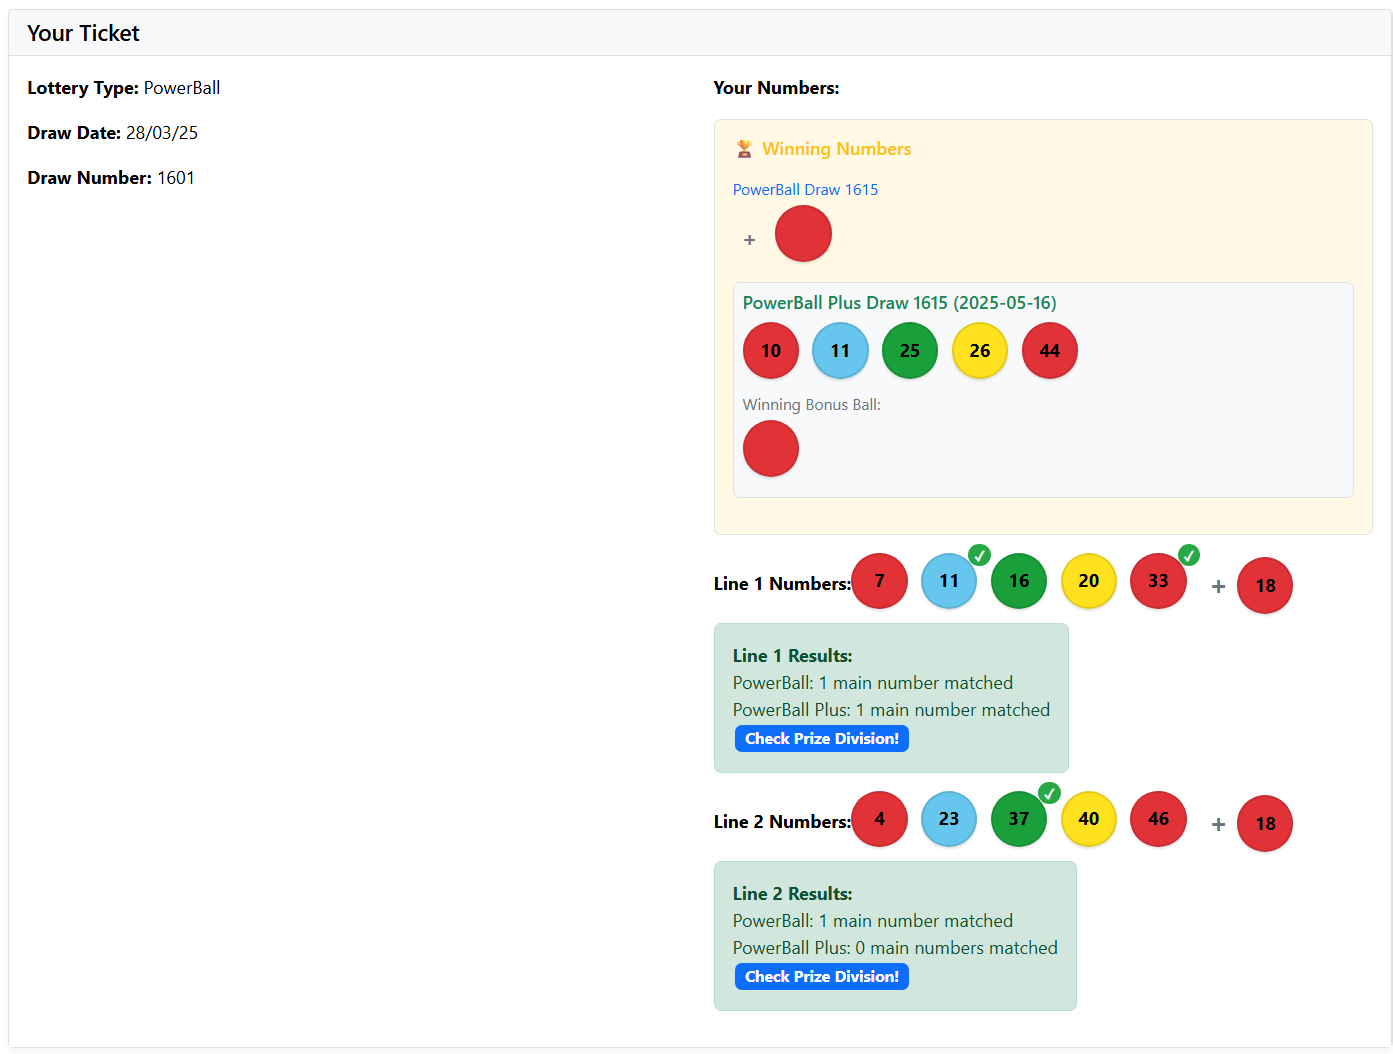 Your Ticket
Lottery Type: PowerBall
Draw Date: 28/03/25
Draw Number: 1601
Your Numbers:
Winning Numbers
PowerBall Draw 1615
+
PowerBall Plus Draw 1615 (2025-05-16)
10 11 25 26 44
Winning Bonus Ball:
Line 1 Numbers: 7 11 16 20 33 + 18
Line 1 Results:
PowerBall: 1 main number matched
PowerBall Plus: 1 main number matched
Check Prize Division!
Line 2 Numbers: 4 23 37 40 46 + 18
Line 2 Results:
PowerBall: 1 main number matched
PowerBall Plus: 0 main numbers matched
Check Prize Division!